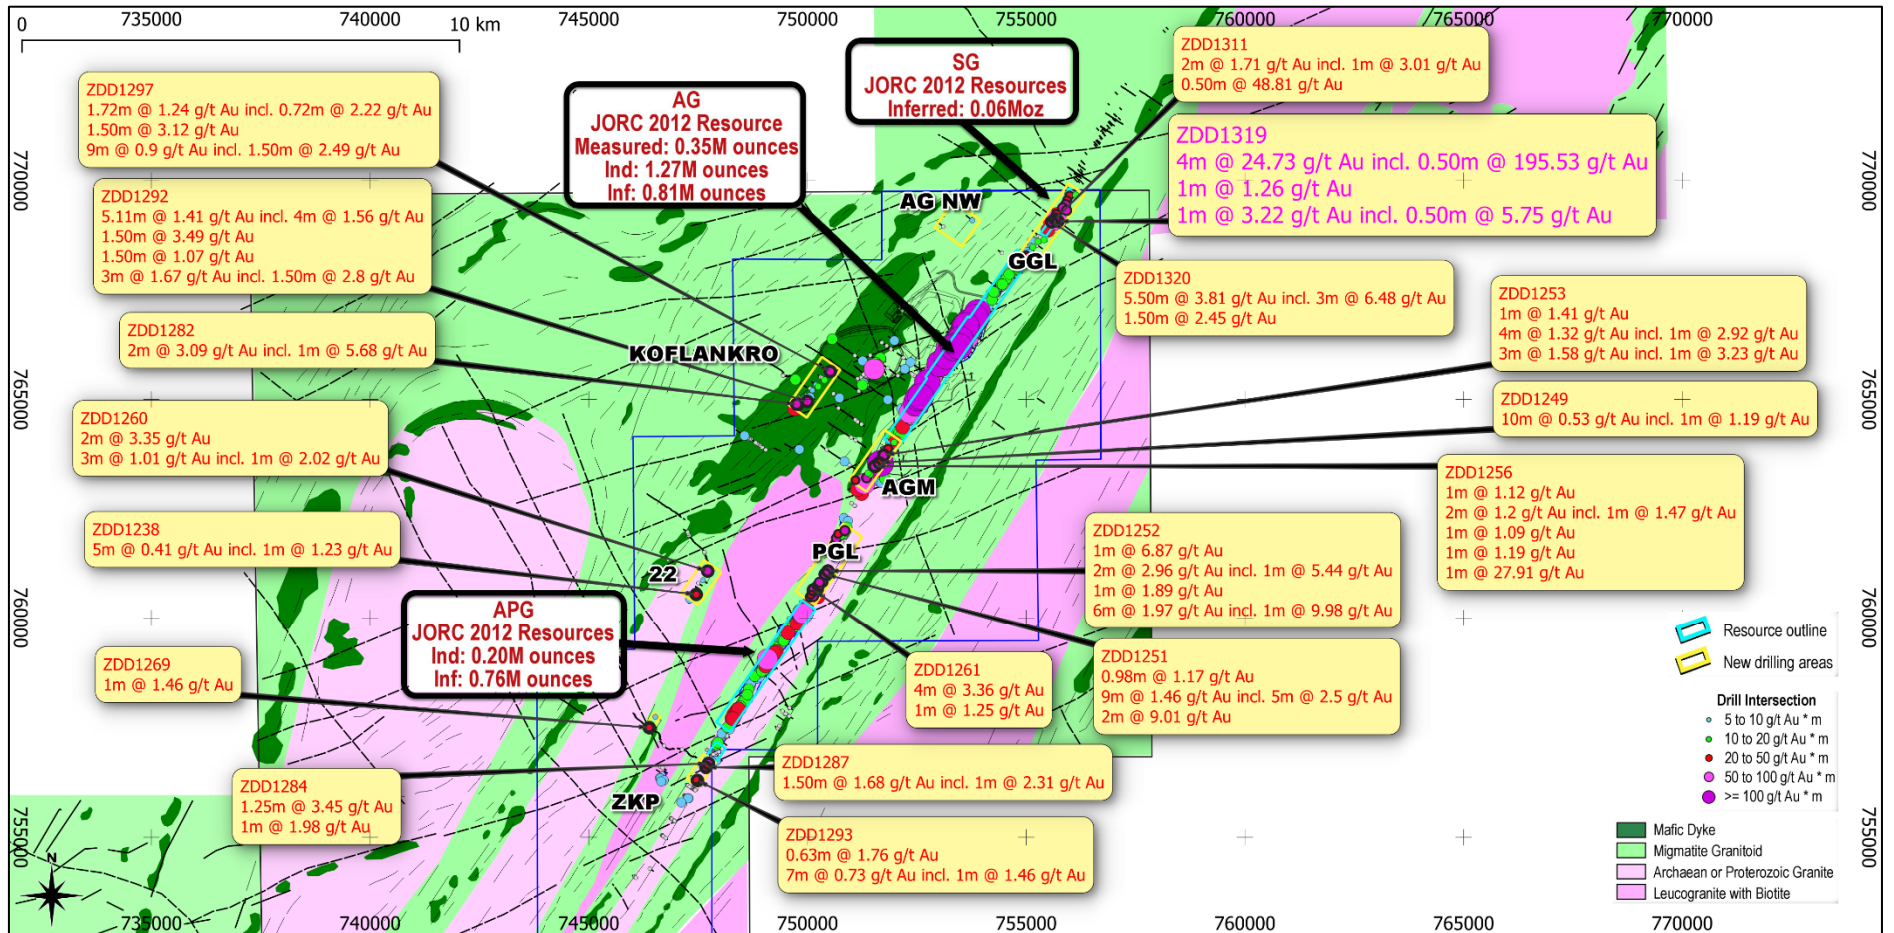 735000 740000 745000 750000 755000 760000 765000 770000
0 10 km
ZDD1297
1.72m @ 1.24 g/t Au incl. 0.72m @ 2.22 g/t Au
1.50m @ 3.12 g/t Au
9m @ 0.9 g/t Au incl. 1.50m @ 2.49 g/t Au
ZDD1292
5.11m @ 1.41 g/t Au incl. 4m @ 1.56 g/t Au
1.50m @ 3.49 g/t Au
1.50m @ 1.07 g/t Au
3m @ 1.67 g/t Au incl. 1.50m @ 2.8 g/t Au
ZDD1282
2m @ 3.09 g/t Au incl. 1m @ 5.68 g/t Au
ZDD1260
2m @ 3.35 g/t Au
3m @ 1.01 g/t Au incl. 1m @ 2.02 g/t Au
ZDD1238
5m @ 0.41 g/t Au incl. 1m @ 1.23 g/t Au
ZDD1269
1m @ 1.46 g/t Au
ZDD1284
1.25m @ 3.45 g/t Au
1m @ 1.98 g/t Au
AG
JORC 2012 Resource
Measured: 0.35M ounces
Ind: 1.27M ounces
Inf: 0.81M ounces
SG
JORC 2012 Resources
Inferred: 0.06Moz
APG
JORC 2012 Resources
Ind: 0.20M ounces
Inf: 0.76M ounces
AG NW
GGL
KOFLANKRO
AGM
PGL
22
ZKP
ZDD1311
2m @ 1.71 g/t Au incl. 1m @ 3.01 g/t Au
0.50m @ 48.81 g/t Au
ZDD1319
4m @ 24.73 g/t Au incl. 0.50m @ 195.53 g/t Au
1m @ 1.26 g/t Au
1m @ 3.22 g/t Au incl. 0.50m @ 5.75 g/t Au
ZDD1320
5.50m @ 3.81 g/t Au incl. 3m @ 6.48 g/t Au
1.50m @ 2.45 g/t Au
ZDD1253
1m @ 1.41 g/t Au
4m @ 1.32 g/t Au incl. 1m @ 2.92 g/t Au
3m @ 1.58 g/t Au incl. 1m @ 3.23 g/t Au
ZDD1249
10m @ 0.53 g/t Au incl. 1m @ 1.19 g/t Au
ZDD1256
1m @ 1.12 g/t Au
2m @ 1.2 g/t Au incl. 1m @ 1.47 g/t Au
1m @ 1.09 g/t Au
1m @ 1.19 g/t Au
1m @ 27.91 g/t Au
ZDD1252
1m @ 6.87 g/t Au
2m @ 2.96 g/t Au incl. 1m @ 5.44 g/t Au
1m @ 1.89 g/t Au
6m @ 1.97 g/t Au incl. 1m @ 9.98 g/t Au
ZDD1251
0.98m @ 1.17 g/t Au
9m @ 1.46 g/t Au incl. 5m @ 2.5 g/t Au
2m @ 9.01 g/t Au
ZDD1261
4m @ 3.36 g/t Au
1m @ 1.25 g/t Au
ZDD1287
1.50m @ 1.68 g/t Au incl. 1m @ 2.31 g/t Au
ZDD1293
0.63m @ 1.76 g/t Au
7m @ 0.73 g/t Au incl. 1m @ 1.46 g/t Au
Resource outline
New drilling areas
Drill Intersection
5 to 10 g/t Au * m
10 to 20 g/t Au * m
20 to 50 g/t Au * m
50 to 100 g/t Au * m
>= 100 g/t Au * m
Mafic Dyke
Migmatite Granitoid
Archaean or Proterozoic Granite
Leucogranite with Biotite
770000
765000
760000
755000
770000
765000
760000
755000
N
735000 740000 745000 750000 755000 760000 765000 770000